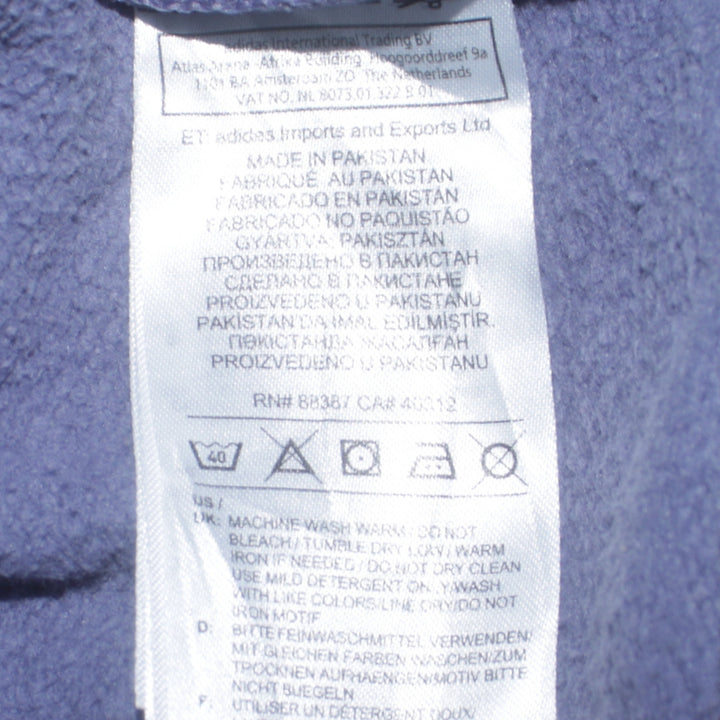 adidas International Trading BV
Atlas Arena -Afrika Building, Hoogoorddreef 9a
1101 BA Amsterdam ZO The Netherlands
VAT NO. NL 8073.01.322.B.01
ET: adidas Imports and Exports Ltd
MADE IN PAKISTAN
FABRIQUÉ AU PAKISTAN
FABRICADO EN PAKISTÁN
FABRICADO NO PAQUISTÃO
GYÁRTVA: PAKISZTÁN
ПРОИЗВЕДЕНО В ПАКИСТАН
СДЕЛАНО В ПАКИСТАНЕ
PROIZVEDENO U PAKISTANU
PAKİSTAN'DA İMAL EDİLMİŞTİR.
ПӘКІСТАНДА ЖАСАЛҒАН
PROIZVEDENO U PAKISTANU
RN# 88387 CA# 40312
40
US /
UK: MACHINE WASH WARM / DO NOT
BLEACH / TUMBLE DRY LOW / WARM
IRON IF NEEDED / DO NOT DRY CLEAN
USE MILD DETERGENT ONLY/WASH
WITH LIKE COLORS/LINE DRY/DO NOT
IRON MOTIF
D: BITTE FEINWASCHMITTEL VERWENDEN/
MIT GLEICHEN FARBEN WASCHEN/ZUM
TROCKNEN AUFHAENGEN/MOTIV BITTE
NICHT BUEGELN
F: UTILISER UN DÉTERGENT DOUX/